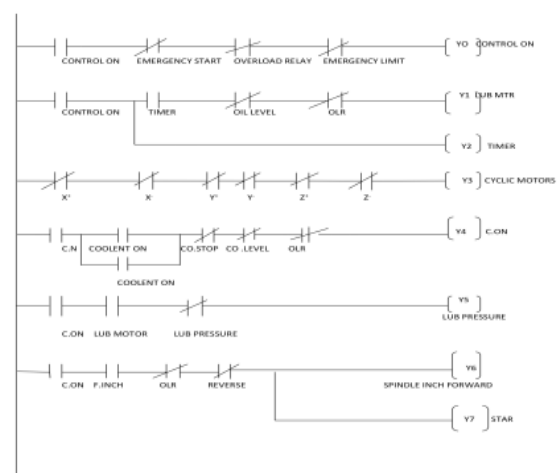 Y0 CONTROL ON
CONTROL ON EMERGENCY START OVERLOAD RELAY EMERGENCY LIMIT
Y1 LUB MTR
CONTROL ON TIMER OIL LEVEL OLR
Y2 TIMER
Y3 CYCLIC MOTORS
X+ X- Y+ Y- Z+ Z-
Y4 C.ON
C.N COOLENT ON CO.STOP CO .LEVEL OLR
COOLENT ON
Y5
LUB PRESSURE
C.ON LUB MOTOR LUB PRESSURE
Y6
C.ON F.INCH OLR REVERSE SPINDLE INCH FORWARD
Y7 STAR